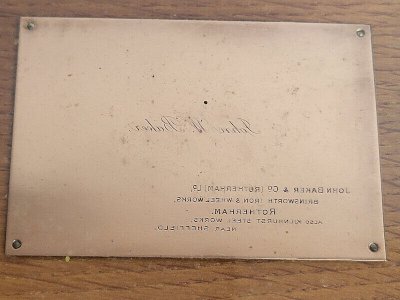 John W. Baker.
JOHN BAKER & Cº (ROTHERHAM) Lᴰ.
BRINSWORTH IRON & WHEEL WORKS,
ROTHERHAM.
ALSO KILNHURST STEEL WORKS,
NEAR SHEFFIELD.